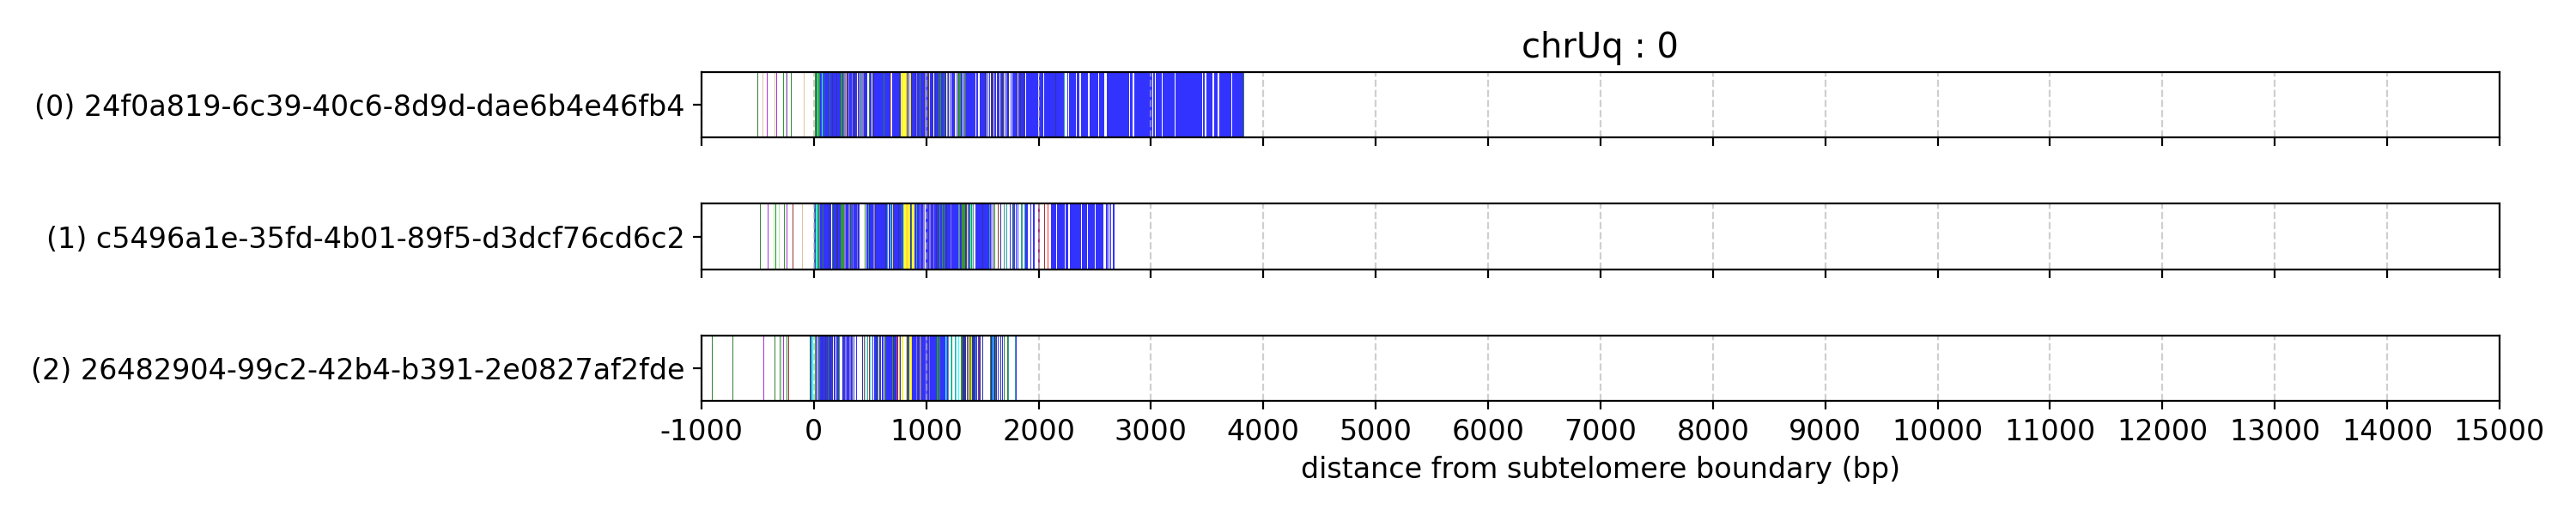 chrUq : 0
(0) 24f0a819-6c39-40c6-8d9d-dae6b4e46fb4
(1) c5496a1e-35fd-4b01-89f5-d3dcf76cd6c2
(2) 26482904-99c2-42b4-b391-2e0827af2fde
-1000 0 1000 2000 3000 4000 5000 6000 7000 8000 9000 10000 11000 12000 13000 14000 15000
distance from subtelomere boundary (bp)